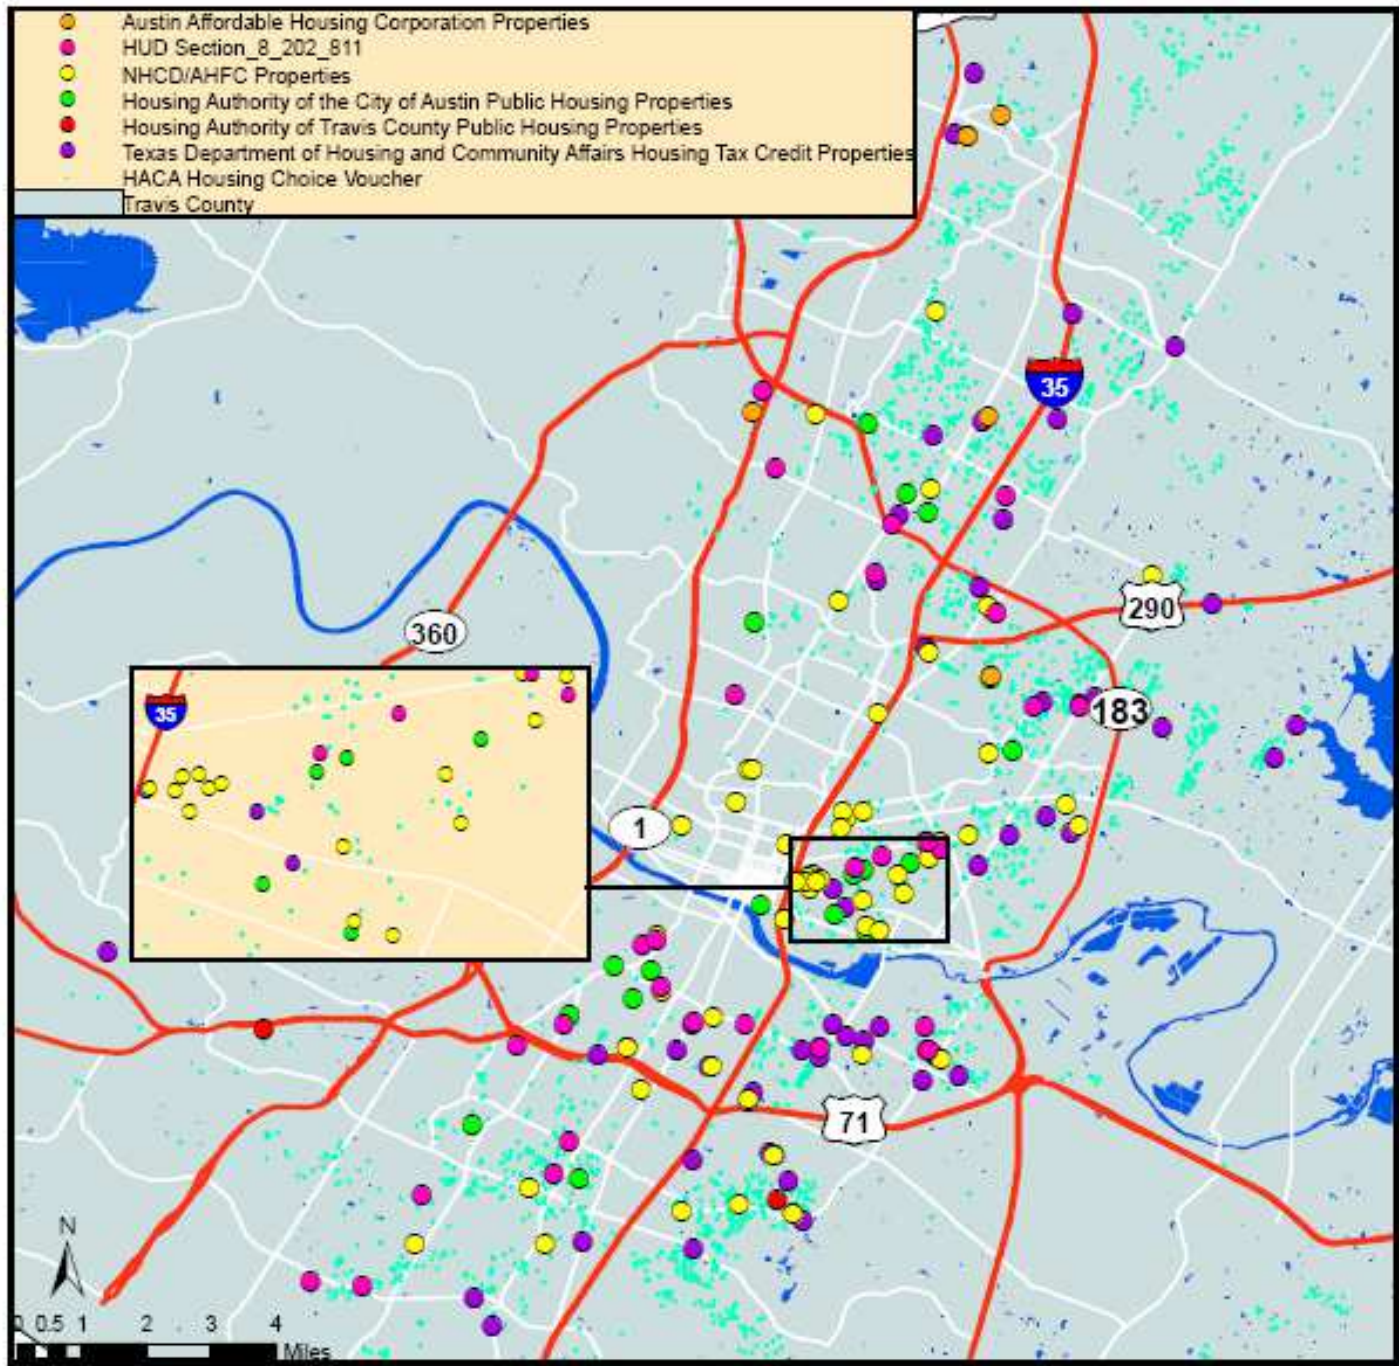 Austin Affordable Housing Corporation Properties
HUD Section_8_202_811
NHCD/AHFC Properties
Housing Authority of the City of Austin Public Housing Properties
Housing Authority of Travis County Public Housing Properties
Texas Department of Housing and Community Affairs Housing Tax Credit Properties
HACA Housing Choice Voucher
Travis County
35
290
360
183
35
1
71
N
0 0.5 1 2 3 4
Miles